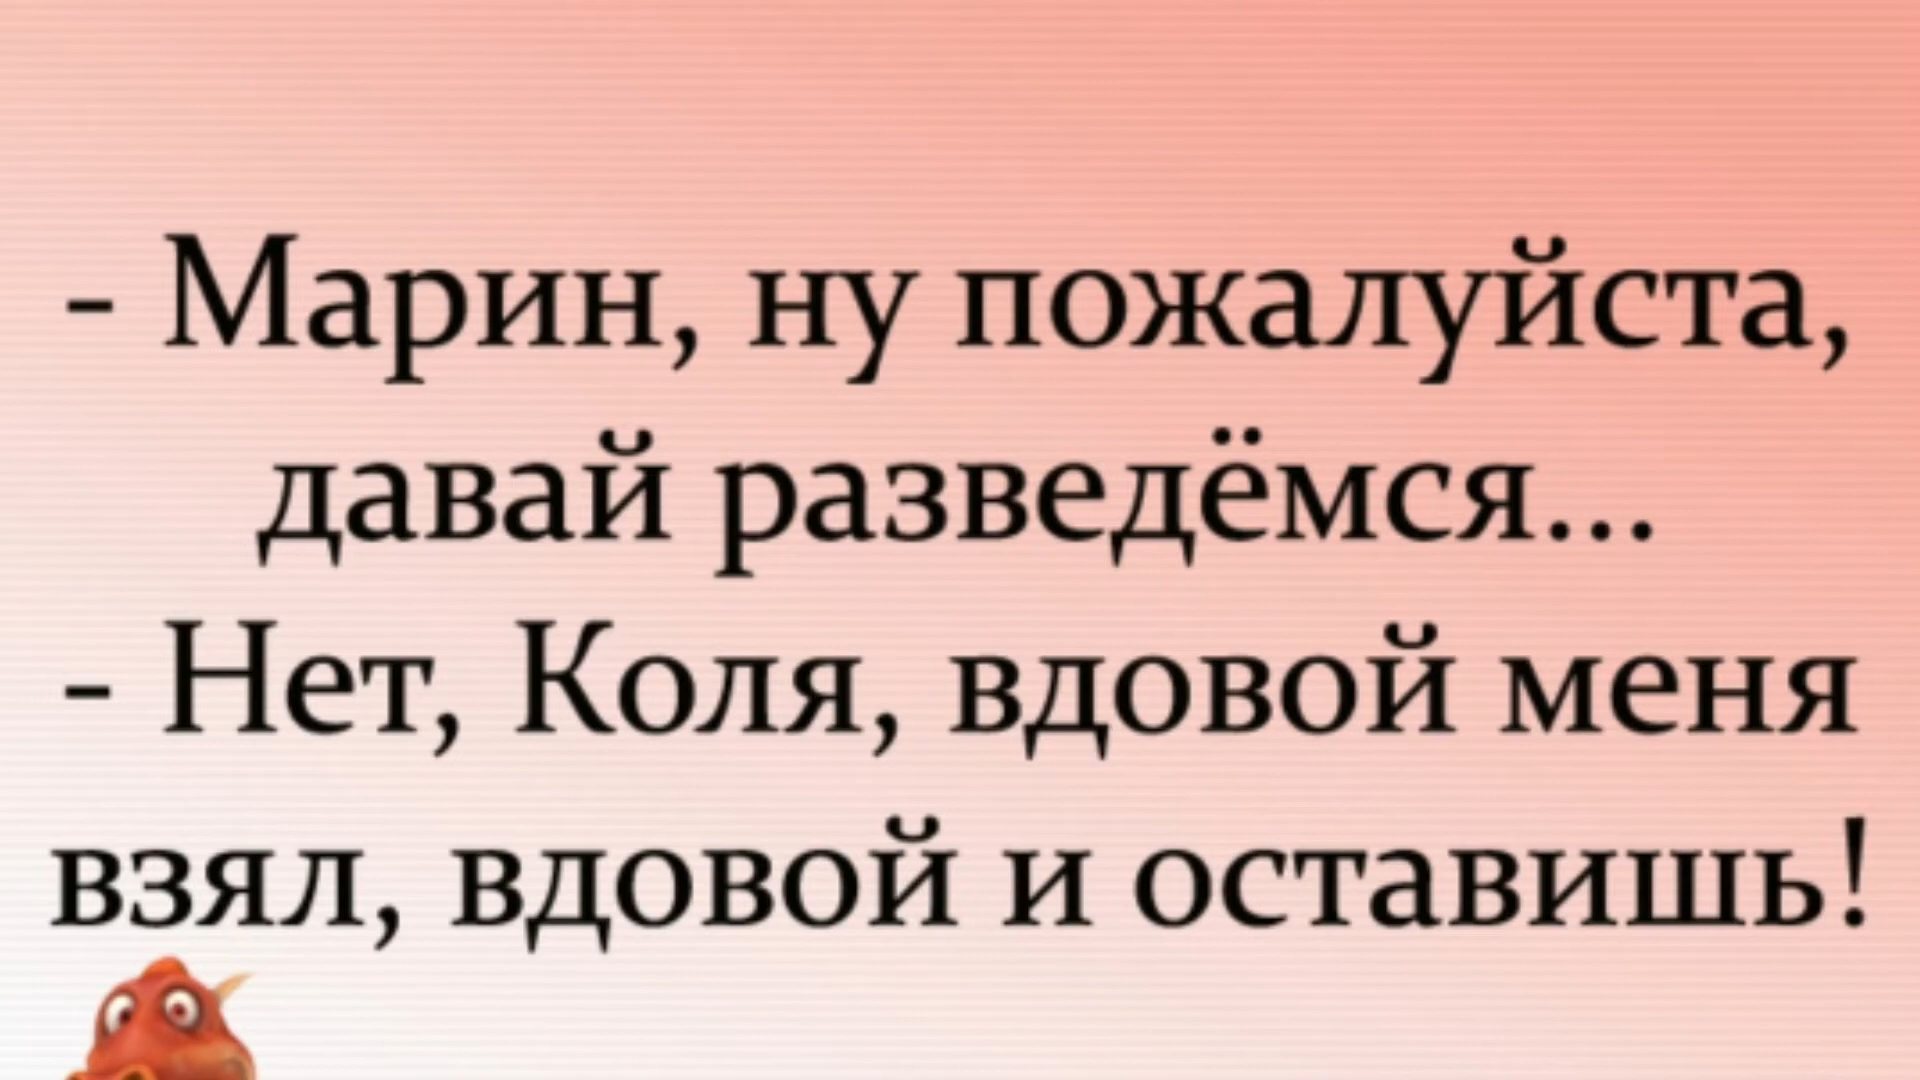 - Марин, ну пожалуйста,
давай разведёмся...
- Нет, Коля, вдовой меня
взял, вдовой и оставишь!